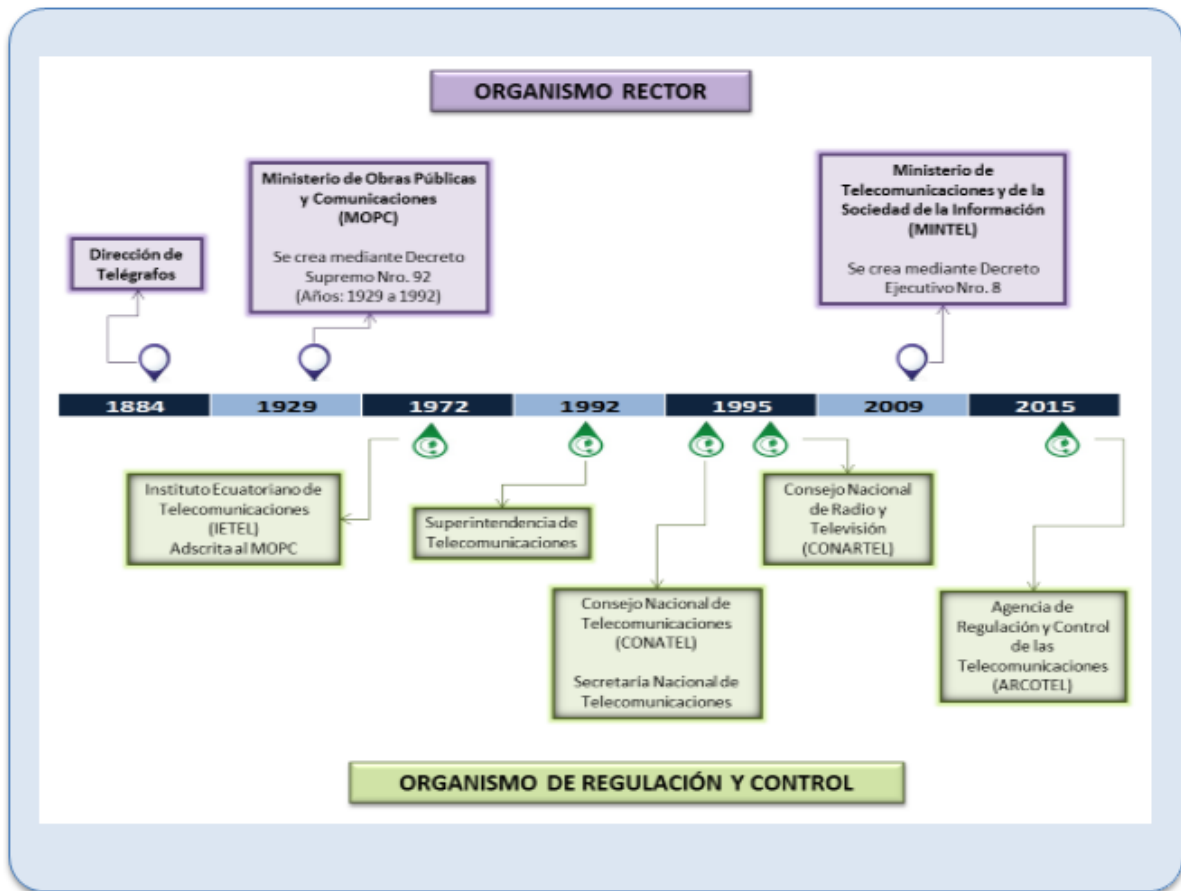 ORGANISMO RECTOR
Dirección de
Telégrafos
Ministerio de Obras Públicas
y Comunicaciones
(MOPC)
Se crea mediante Decreto
Supremo Nro. 92
(Años: 1929 a 1992)
Ministerio de
Telecomunicaciones y de la
Sociedad de la Información
(MINTEL)
Se crea mediante Decreto
Ejecutivo Nro. 8
1884 1929 1972 1992 1995 2009 2015
Instituto Ecuatoriano de
Telecomunicaciones
(IETEL)
Adscrita al MOPC
Superintendencia de
Telecomunicaciones
Consejo Nacional de
Telecomunicaciones
(CONATEL)
Secretaría Nacional de
Telecomunicaciones
Consejo Nacional
de Radio y
Televisión
(CONARTEL)
Agencia de
Regulación y Control
de las
Telecomunicaciones
(ARCOTEL)
ORGANISMO DE REGULACIÓN Y CONTROL